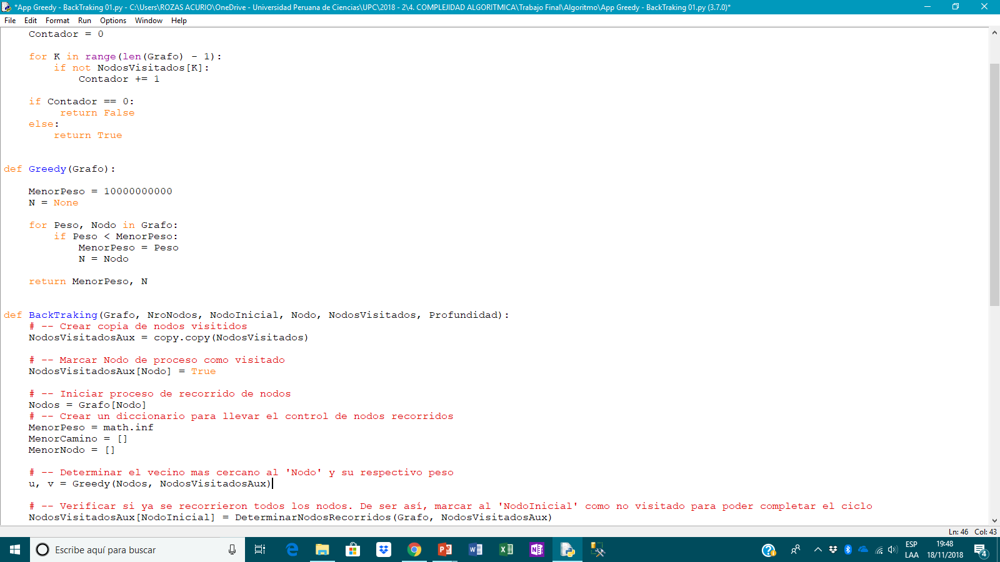 *App Greedy - BackTraking 01.py - C:\Users\ROZAS ACURIO\OneDrive - Universidad Peruana de Ciencias\UPC\2018 - 2\4. COMPLEJIDAD ALGORITMICA\Trabajo Final\Algoritmo\App Greedy - BackTraking 01.py (3.7.0)*
File Edit Format Run Options Window Help
    Contador = 0

    for K in range(len(Grafo) - 1):
        if not NodosVisitados[K]:
            Contador += 1

    if Contador == 0:
         return False
    else:
        return True


def Greedy(Grafo):

    MenorPeso = 10000000000
    N = None

    for Peso, Nodo in Grafo:
        if Peso < MenorPeso:
            MenorPeso = Peso
            N = Nodo

    return MenorPeso, N


def BackTraking(Grafo, NroNodos, NodoInicial, Nodo, NodosVisitados, Profundidad):
    # -- Crear copia de nodos visitidos
    NodosVisitadosAux = copy.copy(NodosVisitados)

    # -- Marcar Nodo de proceso como visitado
    NodosVisitadosAux[Nodo] = True

    # -- Iniciar proceso de recorrido de nodos
    Nodos = Grafo[Nodo]
    # -- Crear un diccionario para llevar el control de nodos recorridos
    MenorPeso = math.inf
    MenorCamino = []
    MenorNodo = []

    # -- Determinar el vecino mas cercano al 'Nodo' y su respectivo peso
    u, v = Greedy(Nodos, NodosVisitadosAux)

    # -- Verificar si ya se recorrieron todos los nodos. De ser así, marcar al 'NodoInicial' como no visitado para poder completar el ciclo
    NodosVisitadosAux[NodoInicial] = DeterminarNodosRecorridos(Grafo, NodosVisitadosAux)
Ln: 46 Col: 43
Escribe aquí para buscar
ESP
LAA
19:48
18/11/2018
4